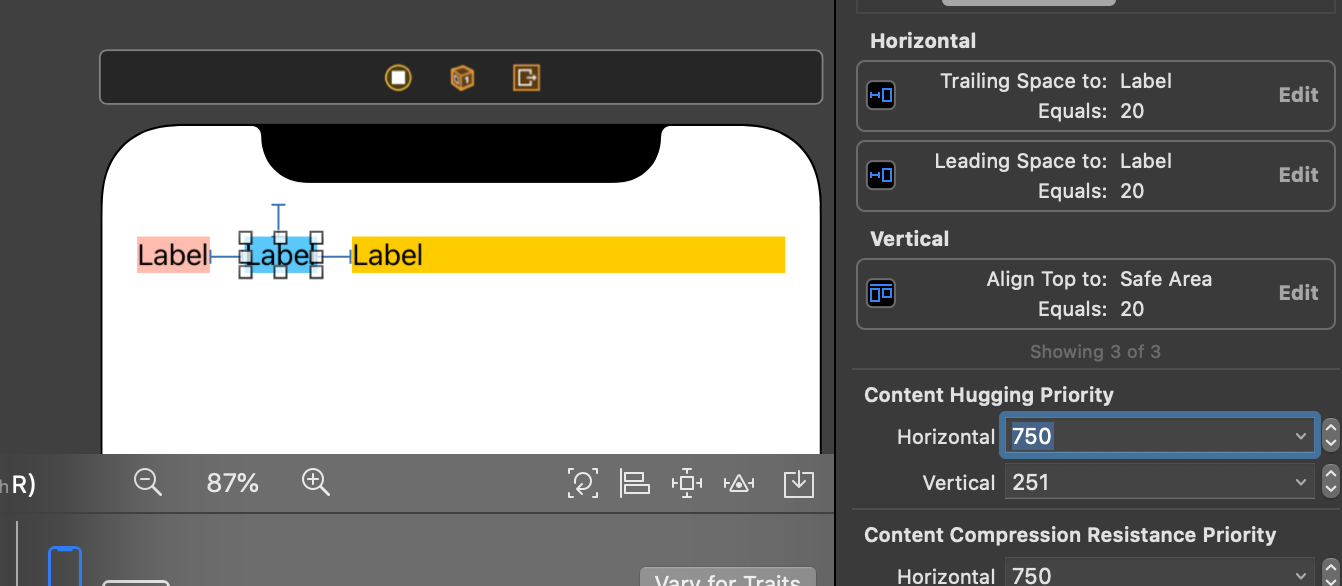 Horizontal
Trailing Space to: Label
Equals: 20
Edit
Leading Space to: Label
Equals: 20
Edit
Vertical
Align Top to: Safe Area
Equals: 20
Edit
Showing 3 of 3
Content Hugging Priority
Horizontal 750
Vertical 251
Content Compression Resistance Priority
Horizontal 750
Label Label Label
hR) 87%
Vary for Traits